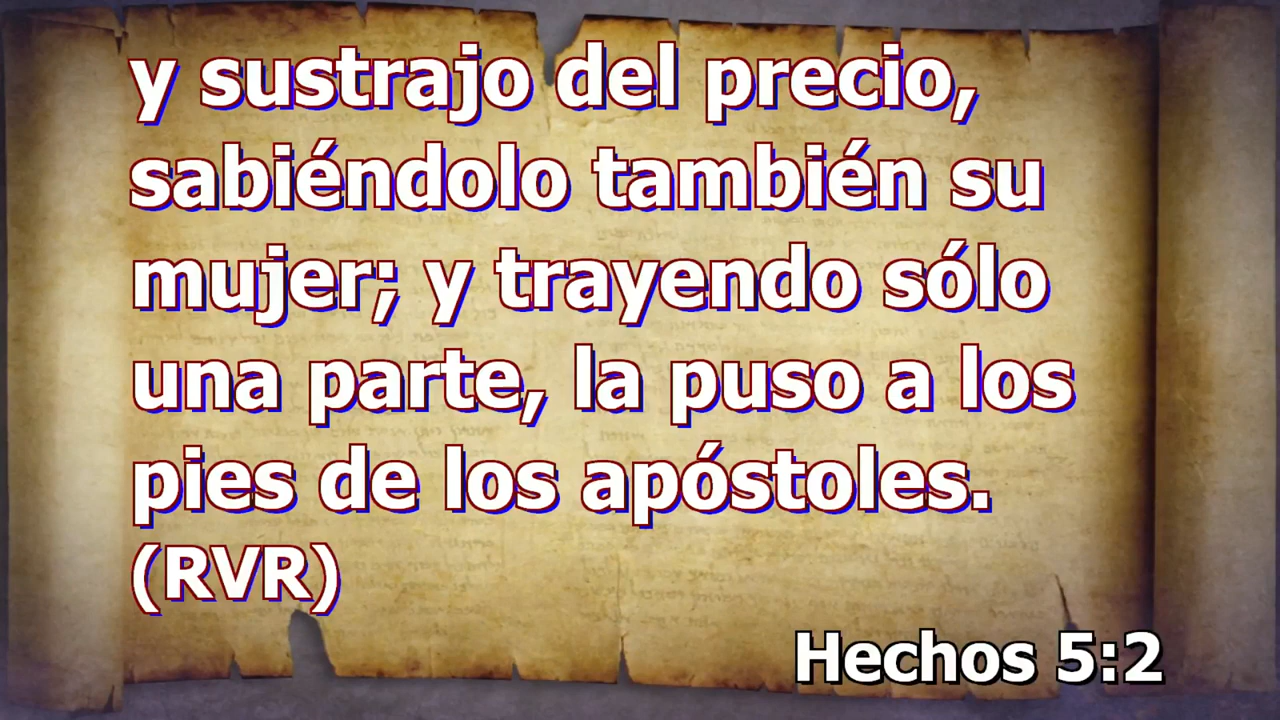 y sustrajo del precio,
sabiéndolo también su
mujer; y trayendo sólo
una parte, la puso a los
pies de los apóstoles.
(RVR)
Hechos 5:2